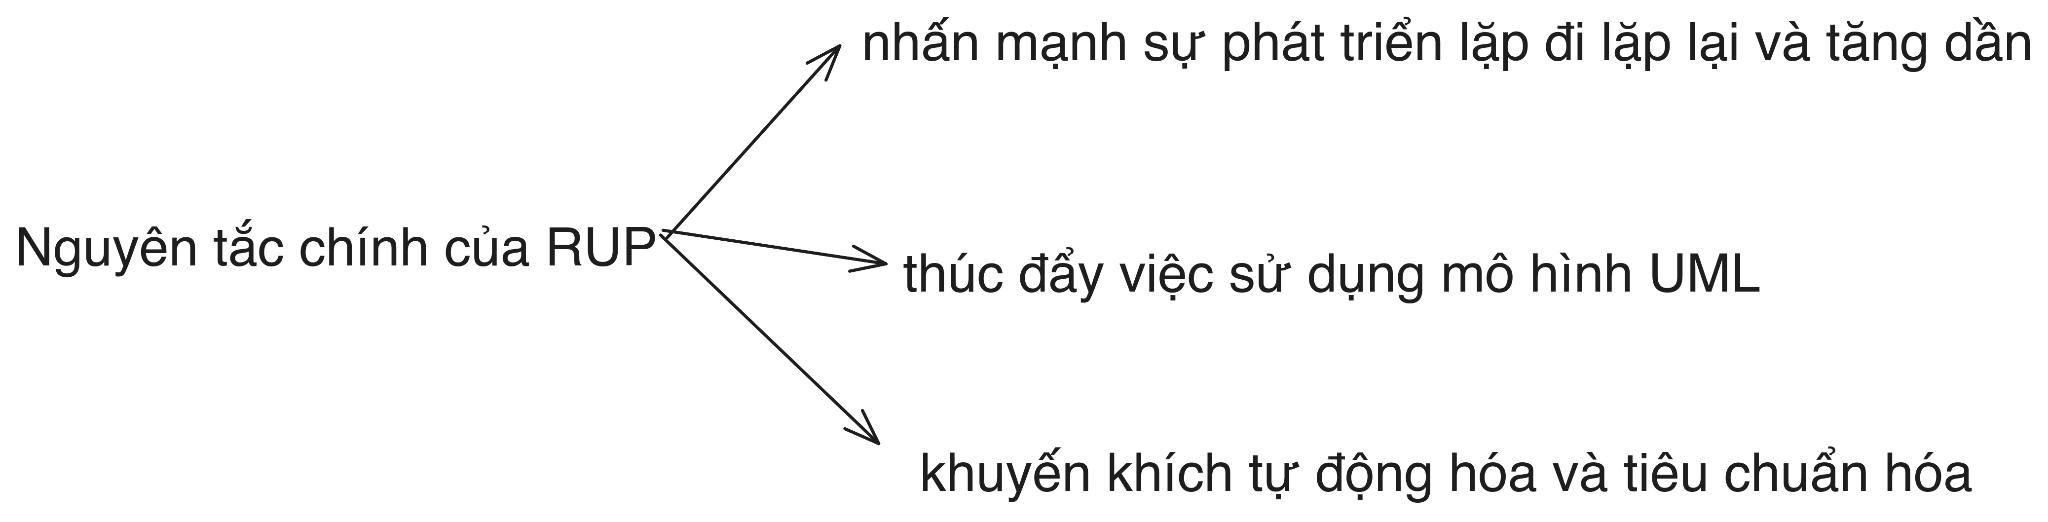 nhấn mạnh sự phát triển lặp đi lặp lại và tăng dần
Nguyên tắc chính của RUP
thúc đẩy việc sử dụng mô hình UML
khuyến khích tự động hóa và tiêu chuẩn hóa